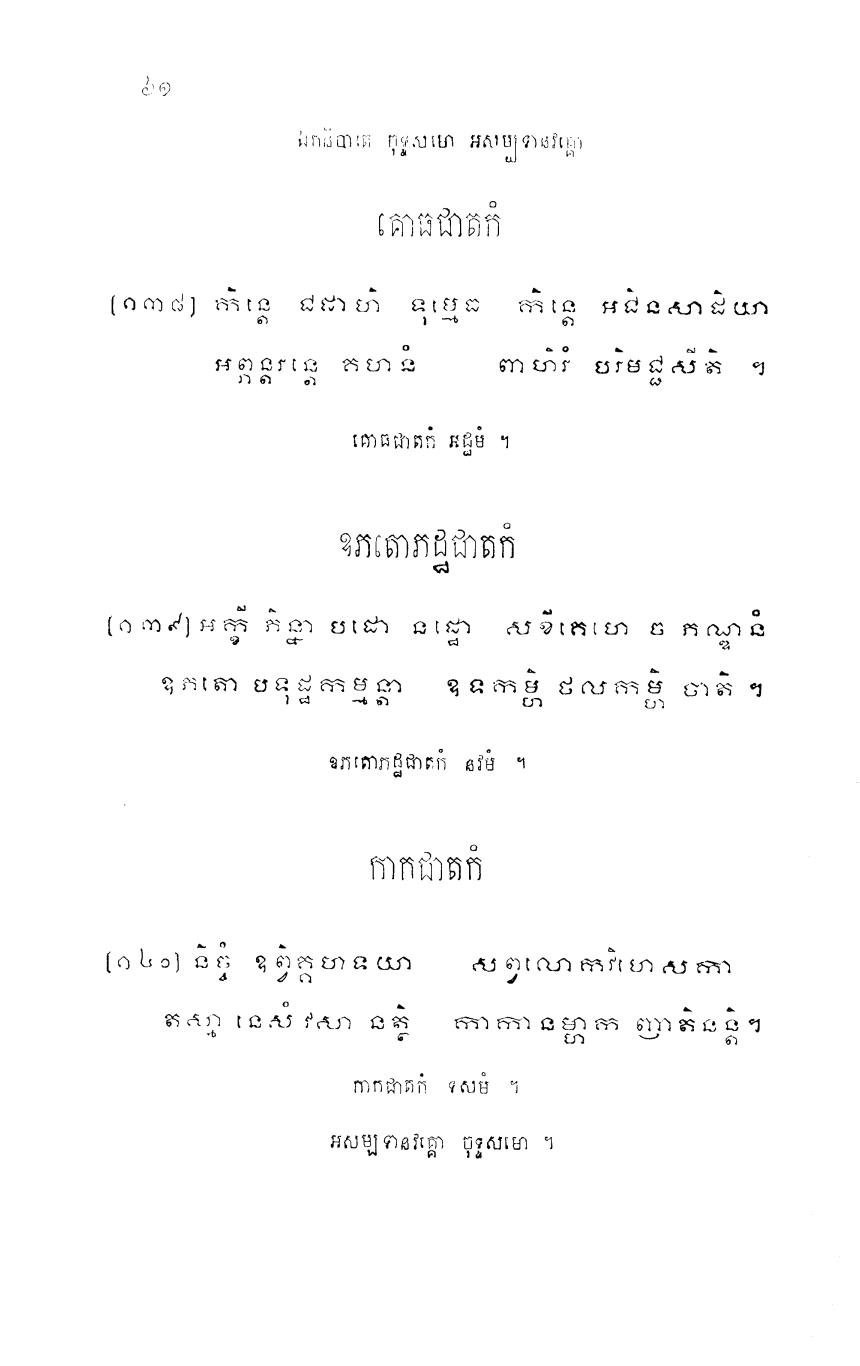 ៦១
ឯកនិបាតេ ចុទ្ទសមោ អសម្បទានវគ្គោ
គោធជាតកំ
[១៣៨] កិន្តេ ជដាហិ ទុម្មេធ កិន្តេ អជិនសាដិយា
អព្ភន្តរន្តេ គហនំ ពាហិរំ បរិមជ្ជសីតិ ។
គោធជាតកំ អដ្ឋមំ ។
ឧភតោភដ្ឋជាតកំ
[១៣៩] អក្ខី ភិន្នា បដោ នដ្ឋោ សខីគេហេ ច ភណ្ឌនំ
ឧភតោ បទុដ្ឋកម្មន្តា ឧទកម្ហិ ថលកម្ហិ ចាតិ ។
ឧភតោភដ្ឋជាតកំ នវមំ ។
កាកជាតកំ
[១៤០] និច្ចំ ឧព្វិគ្គហទយា សព្វលោកវិហេសកា
តស្មា នេសំ វសា នត្ថិ កាកានម្ហាក ញាតិនន្តិ។
កាកជាតកំ ទសមំ ។
អសម្បទានវគ្គោ ចុទ្ទសមោ ។